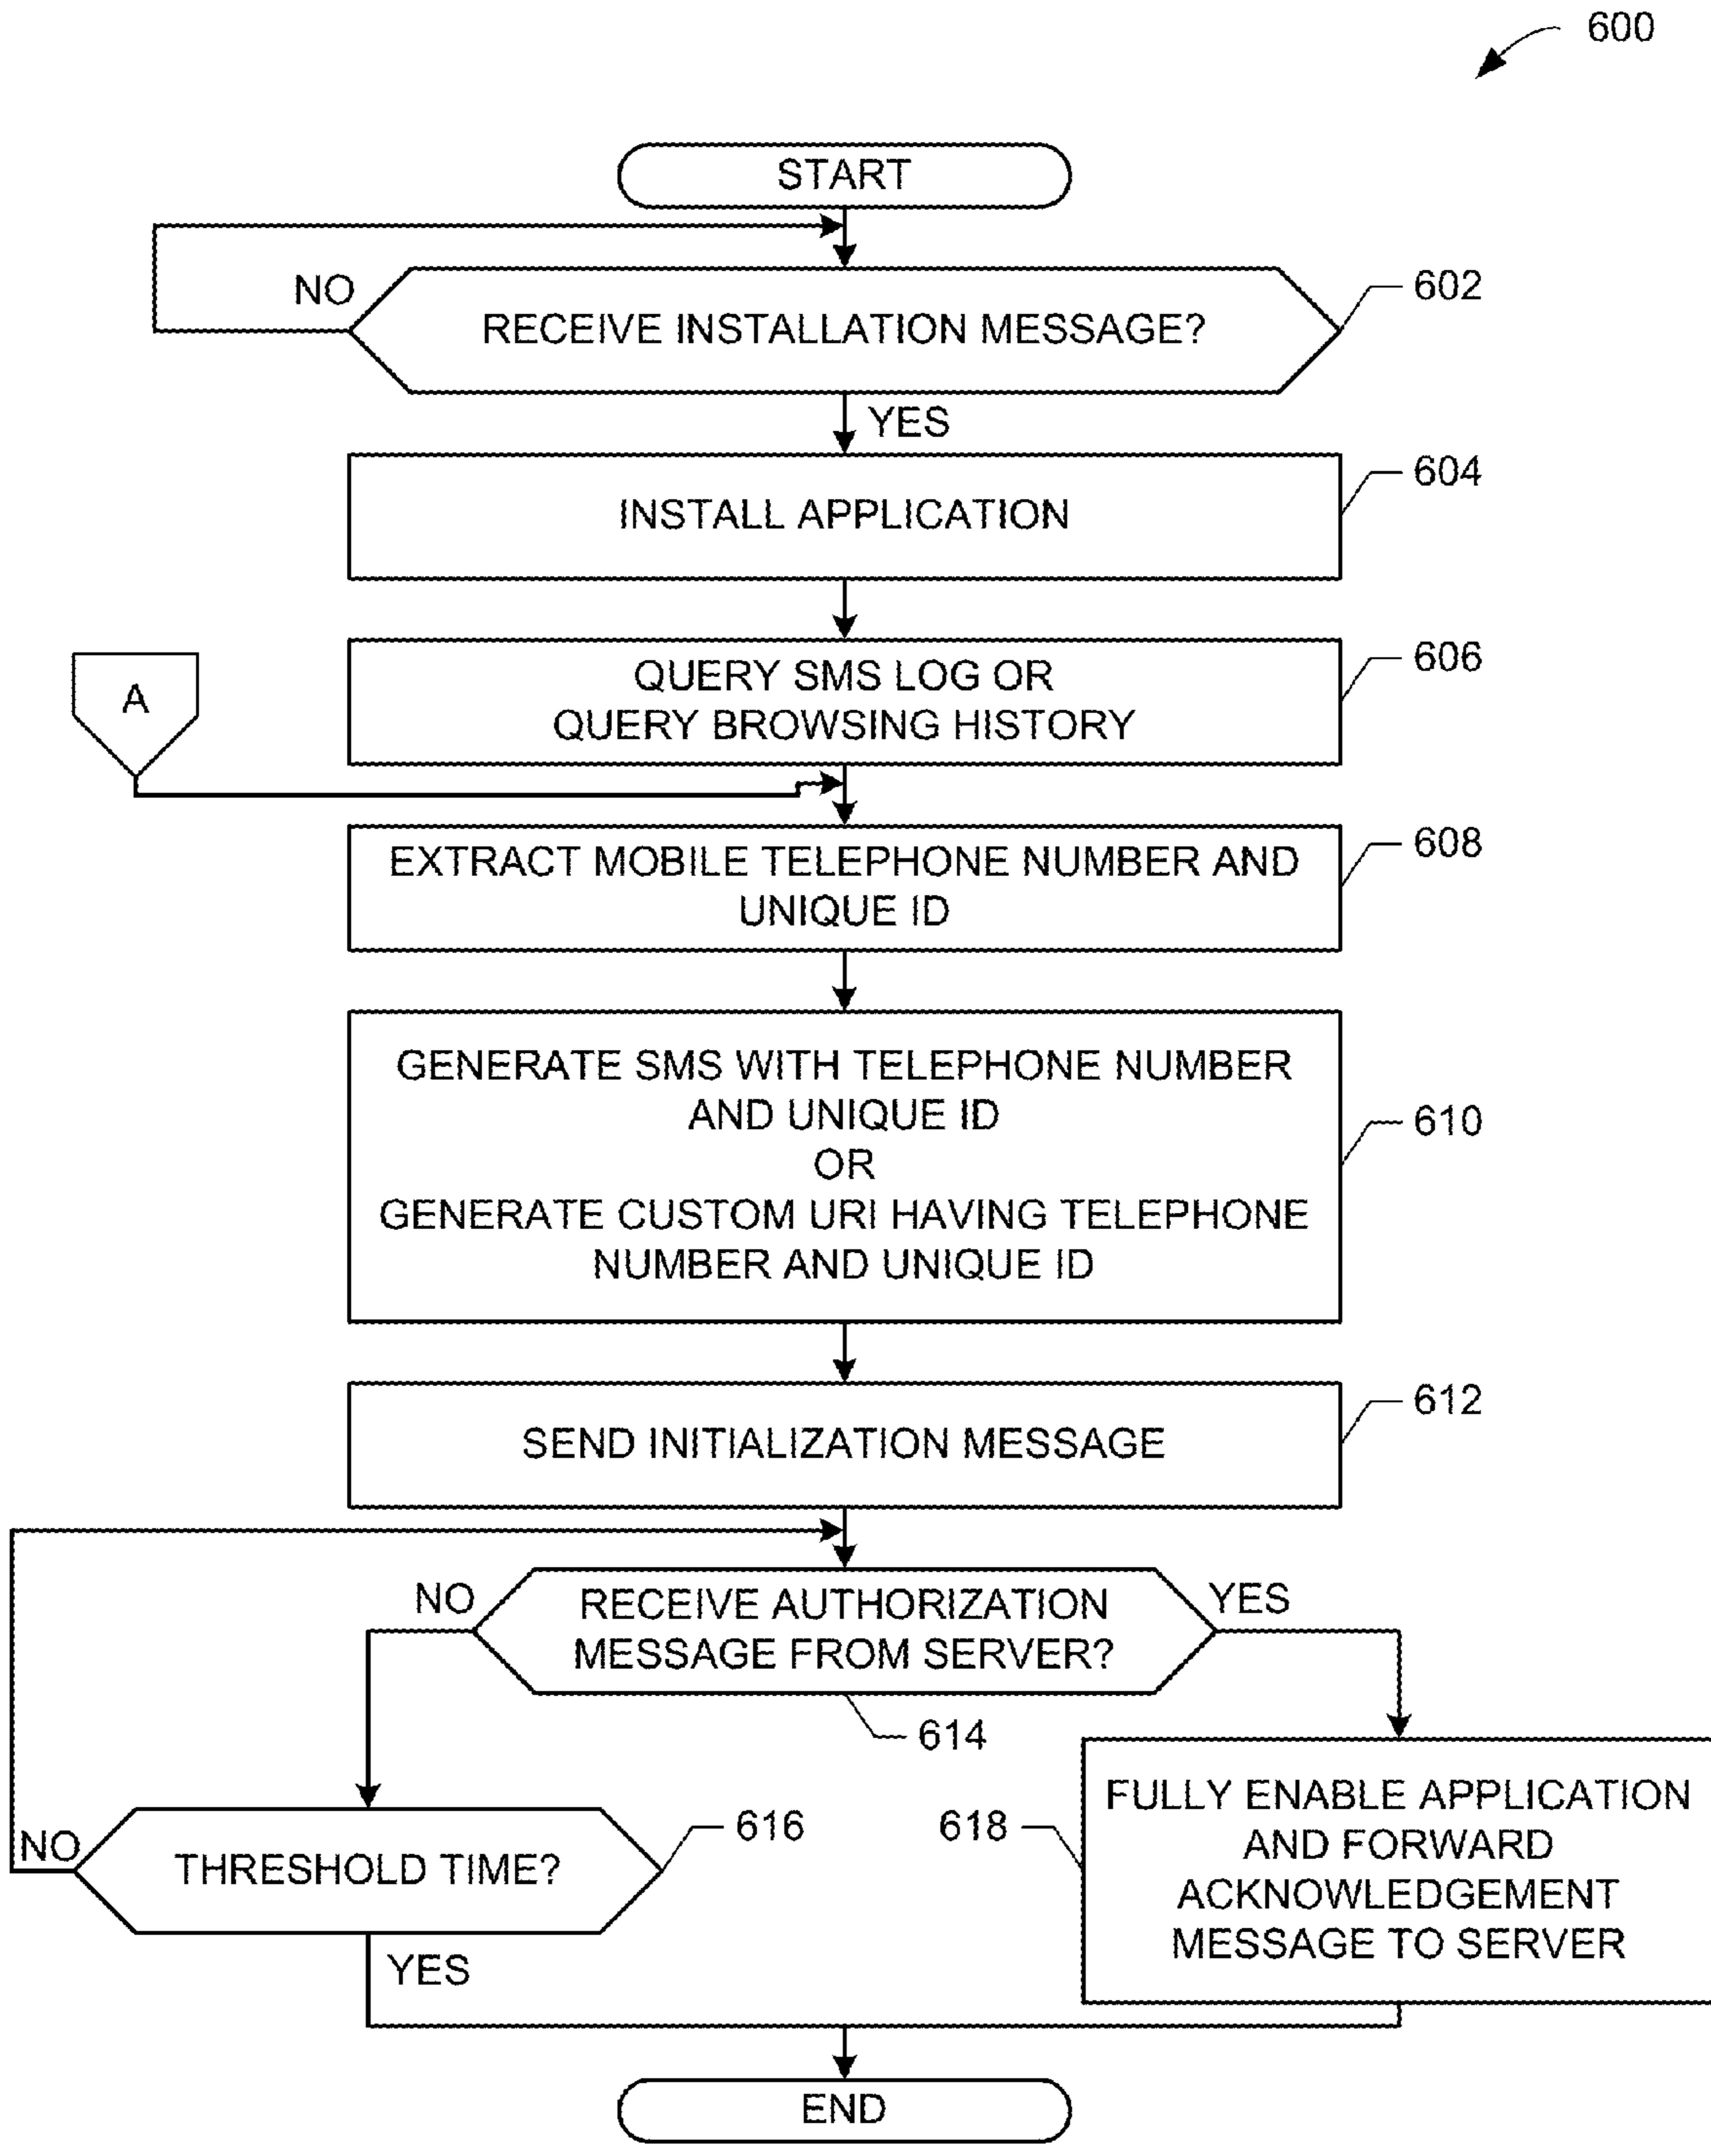 600
START
NO
RECEIVE INSTALLATION MESSAGE?
602
YES
INSTALL APPLICATION
604
QUERY SMS LOG OR
QUERY BROWSING HISTORY
606
A
EXTRACT MOBILE TELEPHONE NUMBER AND
UNIQUE ID
608
GENERATE SMS WITH TELEPHONE NUMBER
AND UNIQUE ID
OR
GENERATE CUSTOM URI HAVING TELEPHONE
NUMBER AND UNIQUE ID
610
SEND INITIALIZATION MESSAGE
612
NO
RECEIVE AUTHORIZATION
MESSAGE FROM SERVER?
YES
614
NO
THRESHOLD TIME?
616
YES
618
FULLY ENABLE APPLICATION
AND FORWARD
ACKNOWLEDGEMENT
MESSAGE TO SERVER
END